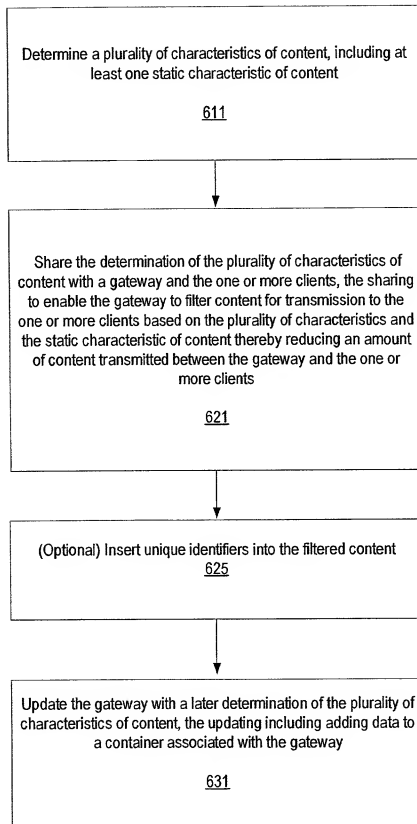 Determine a plurality of characteristics of content, including at
least one static characteristic of content
611
Share the determination of the plurality of characteristics of
content with a gateway and the one or more clients, the sharing
to enable the gateway to filter content for transmission to the
one or more clients based on the plurality of characteristics and
the static characteristic of content thereby reducing an amount
of content transmitted between the gateway and the one or
more clients
621
(Optional) Insert unique identifiers into the filtered content
625
Update the gateway with a later determination of the plurality of
characteristics of content, the updating including adding data to
a container associated with the gateway
631